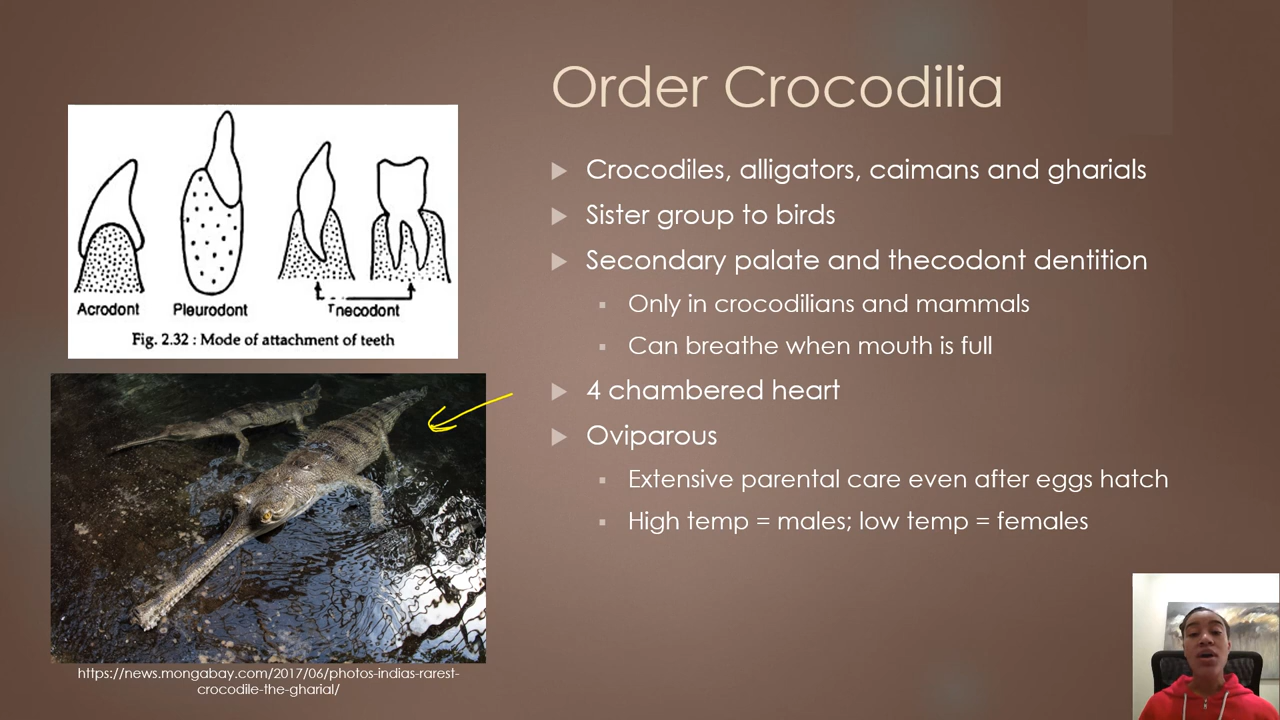 Order Crocodilia
Crocodiles, alligators, caimans and gharials
Sister group to birds
Secondary palate and thecodont dentition
Only in crocodilians and mammals
Can breathe when mouth is full
4 chambered heart
Oviparous
Extensive parental care even after eggs hatch
High temp = males; low temp = females
Acrodont Pleurodont Thecodont
Fig. 2.32 : Mode of attachment of teeth
https://news.mongabay.com/2017/06/photos-indias-rarest-
crocodile-the-gharial/